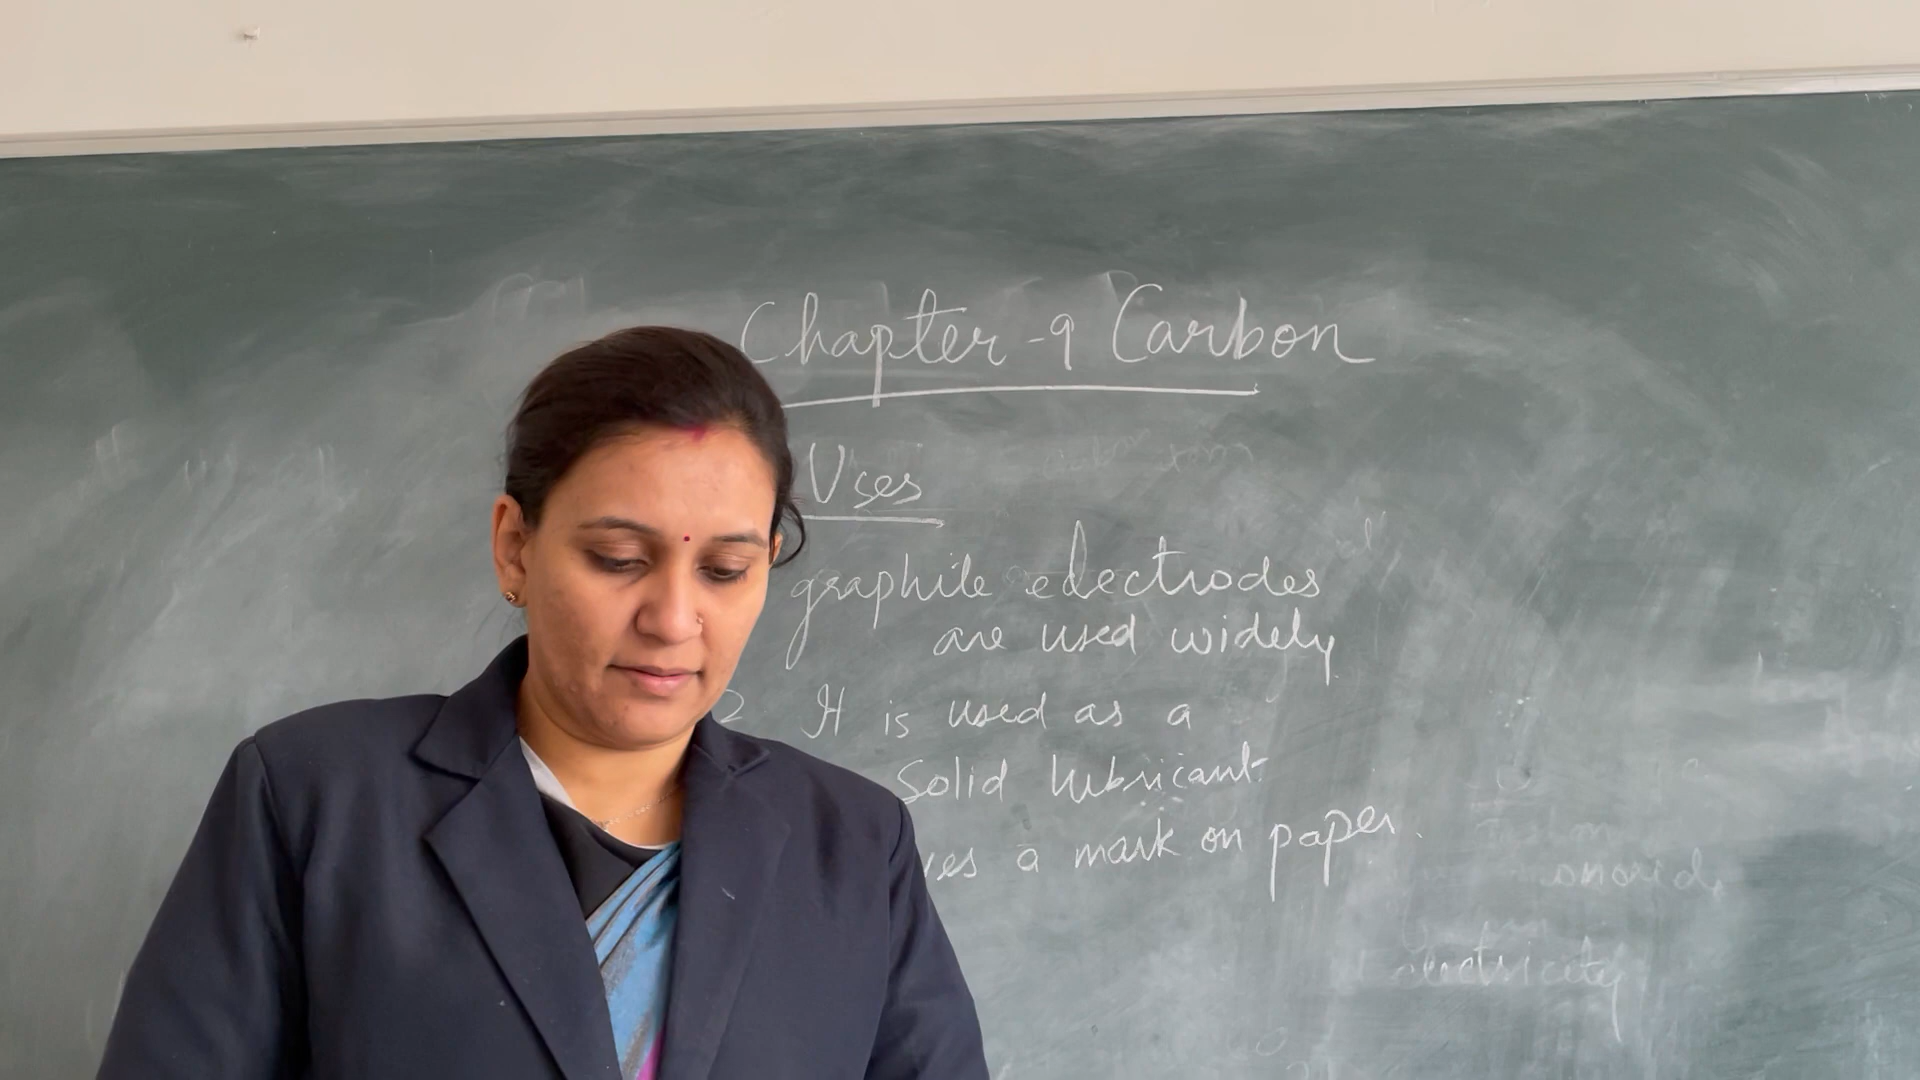 Chapter-9 Carbon
Uses
graphite electrodes
are used widely
2 It is used as a
Solid lubricant
ves a mark on paper.
electricity